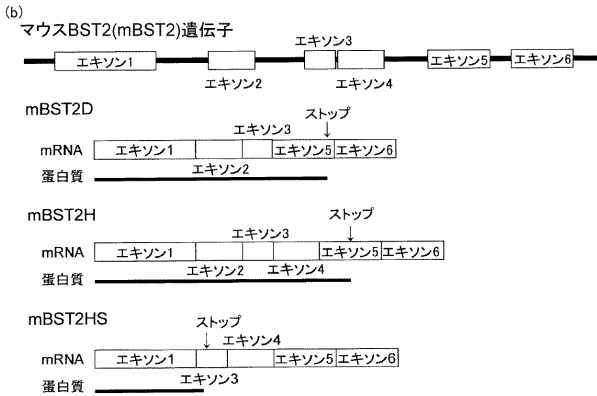 (b)
マウスBST2(mBST2)遺伝子
エキソン3
エキソン1
エキソン5
エキソン6
エキソン2
エキソン4
mBST2D
ストップ
エキソン3
mRNA
エキソン1
エキソン5
エキソン6
蛋白質
エキソン2
mBST2H
ストップ
エキソン3
mRNA
エキソン1
エキソン5
エキソン6
蛋白質
エキソン2
エキソン4
mBST2HS
ストップ
エキソン4
mRNA
エキソン1
エキソン5
エキソン6
蛋白質
エキソン3